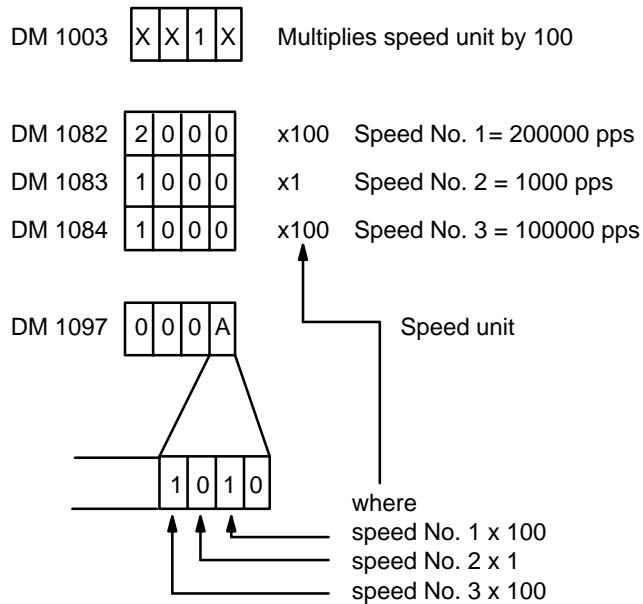 DM 1003 X X 1 X Multiplies speed unit by 100
DM 1082 2 0 0 0 x100 Speed No. 1= 200000 pps
DM 1083 1 0 0 0 x1 Speed No. 2 = 1000 pps
DM 1084 1 0 0 0 x100 Speed No. 3 = 100000 pps
DM 1097 0 0 0 A Speed unit
1 0 1 0
where
speed No. 1 x 100
speed No. 2 x 1
speed No. 3 x 100